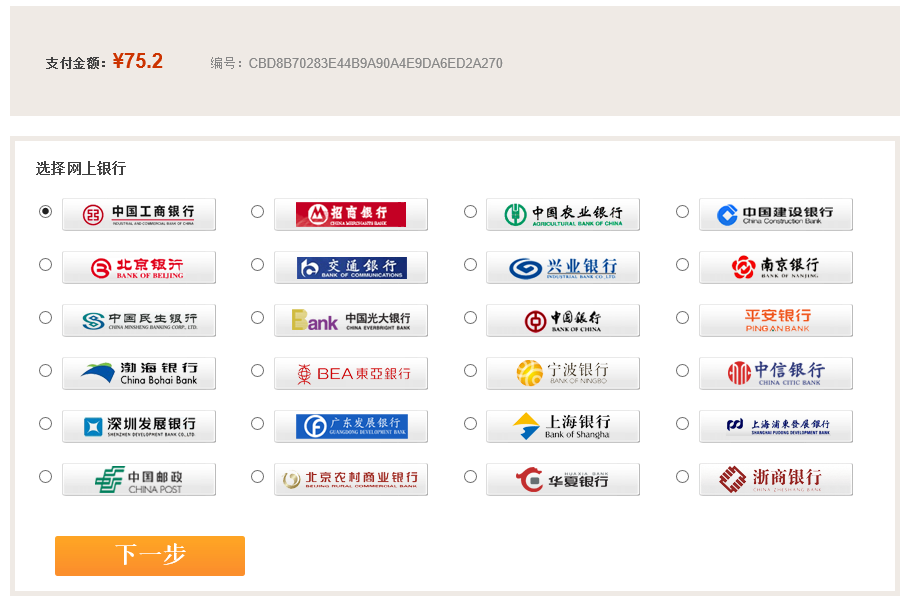 支付金额：¥75.2 编号：CBD8B70283E44B9A90A4E9DA6ED2A270
选择网上银行
中国工商银行
INDUSTRIAL AND COMMERCIAL BANK OF CHINA
招商银行
CHINA MERCHANTS BANK
中国农业银行
AGRICULTURAL BANK OF CHINA
中国建设银行
China Construction Bank
北京银行
BANK OF BEIJING
交通银行
BANK OF COMMUNICATIONS
兴业银行
INDUSTRIAL BANK CO.,LTD.
南京银行
BANK OF NANJING
中国民生银行
CHINA MINSHENG BANKING CORP., LTD.
Bank 中国光大银行
CHINA EVERBRIGHT BANK
中国银行
BANK OF CHINA
平安银行
PING AN BANK
渤海银行
China Bohai Bank
BEA東亞銀行
宁波银行
BANK OF NINGBO
中信银行
CHINA CITIC BANK
深圳发展银行
SHENZHEN DEVELOPMENT BANK CO.,LTD
广东发展银行
GUANGDONG DEVELOPMENT BANK
上海银行
Bank of Shanghai
上海浦東發展銀行
SHANGHAI PUDONG DEVELOPMENT BANK
中国邮政
CHINA POST
北京农村商业银行
BEIJING RURAL COMMERCIAL BANK
HUAXIA BANK
华夏银行
浙商银行
CHINA ZHESHANG BANK
下一步